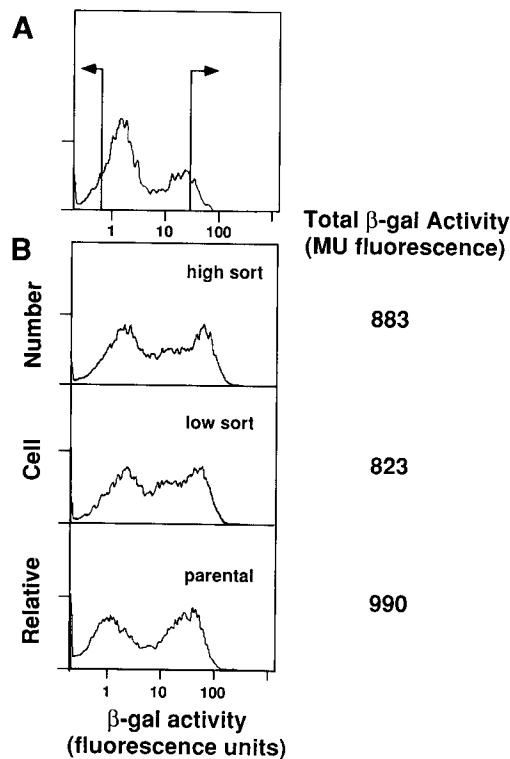 A
1 10 100
Total β-gal Activity
(MU fluorescence)
B
high sort
883
Number
low sort
823
Cell
parental
990
Relative
1 10 100
β-gal activity
(fluorescence units)